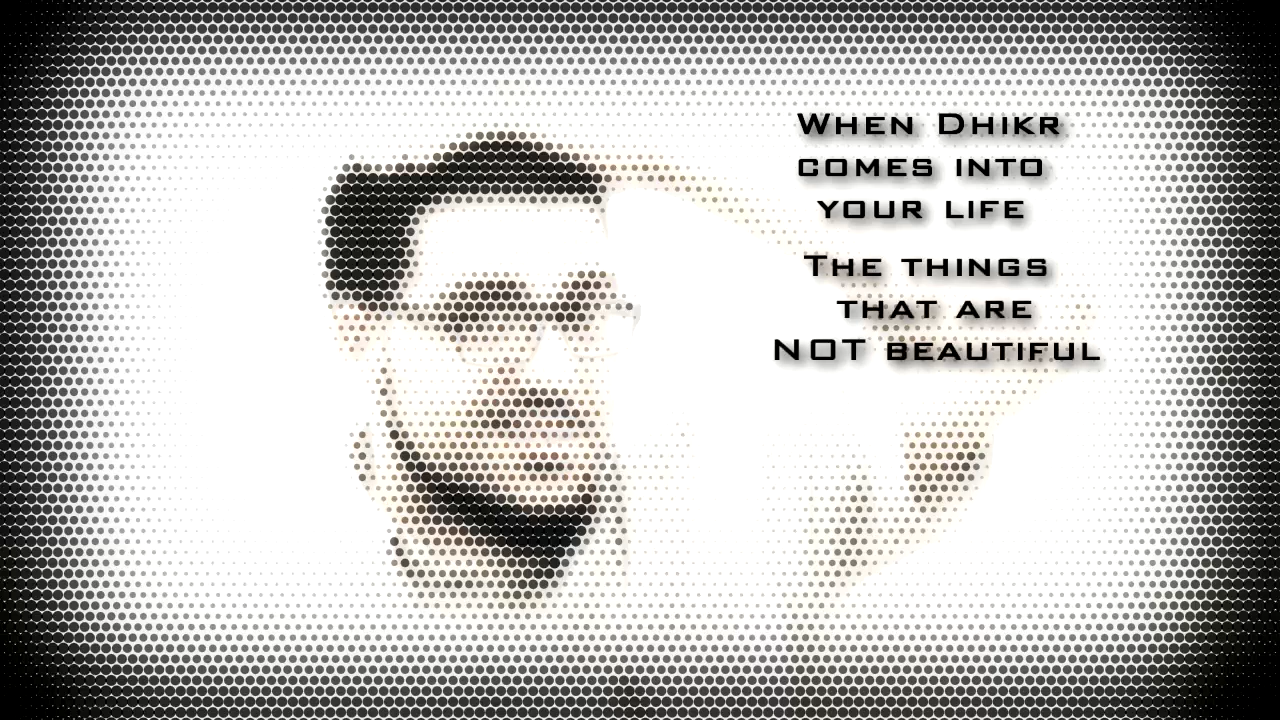 When Dhikr
comes into
your life
The things
that are
NOT beautiful